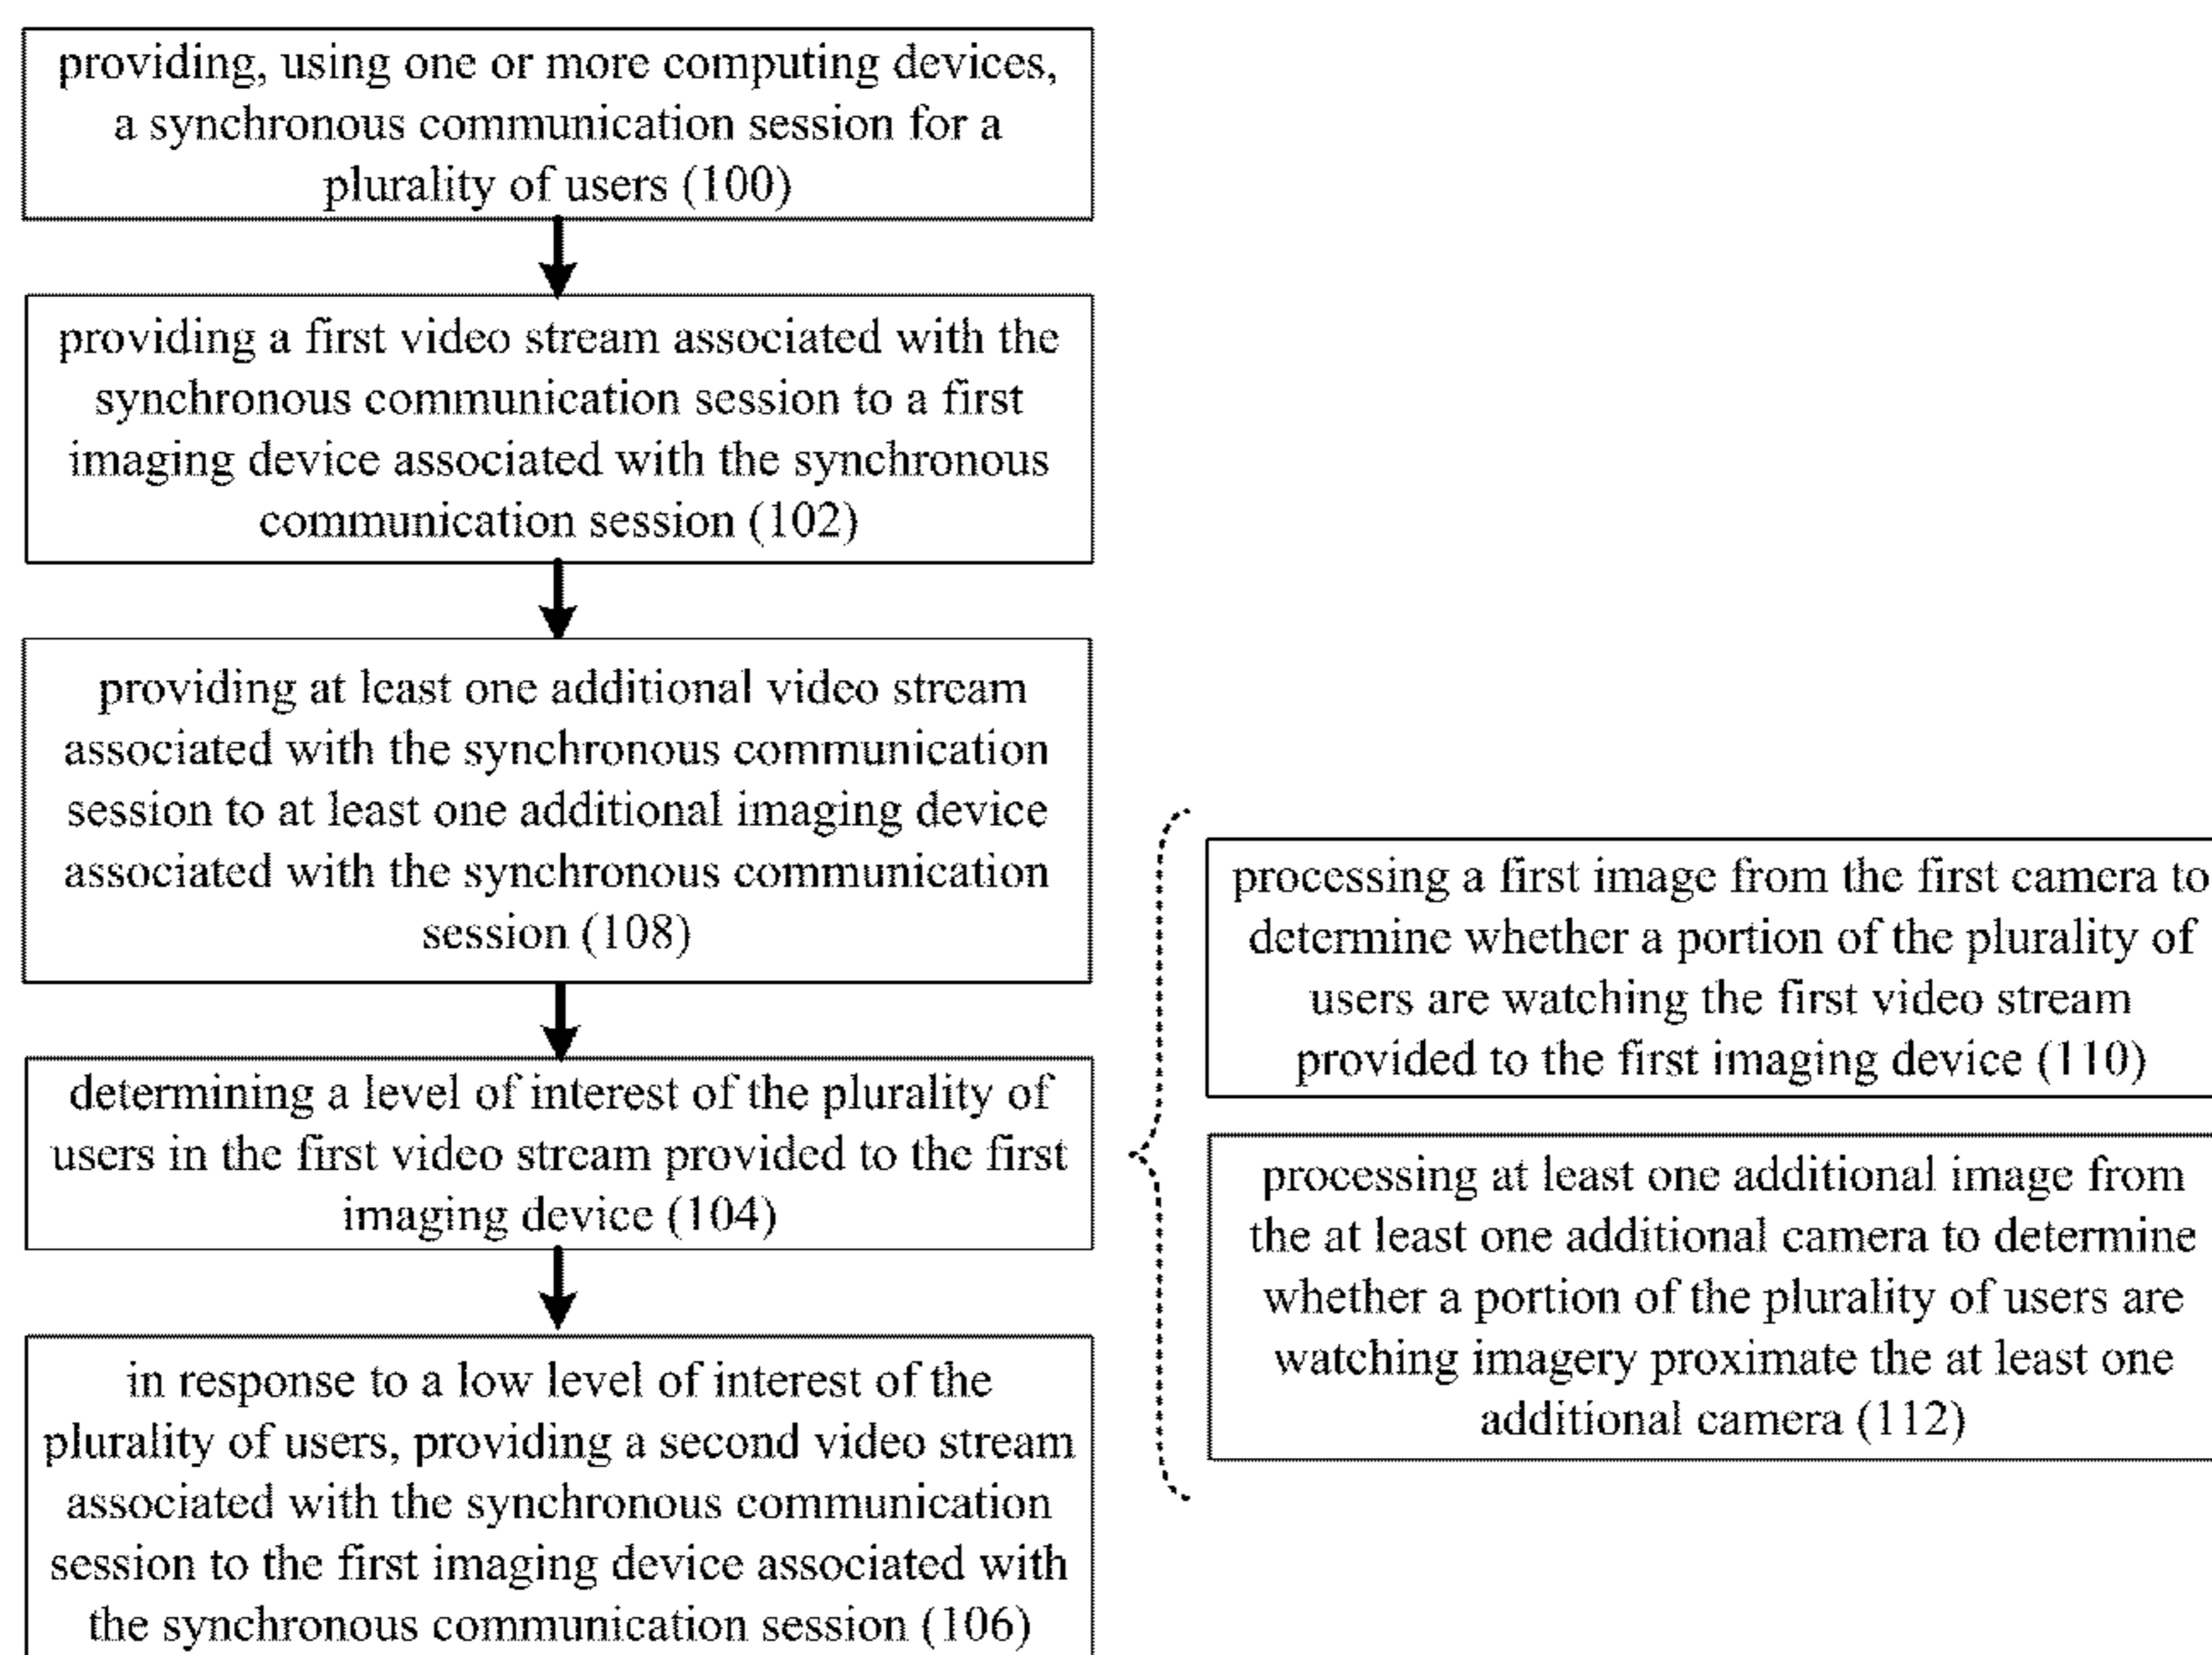 providing, using one or more computing devices,
a synchronous communication session for a
plurality of users (100)
providing a first video stream associated with the
synchronous communication session to a first
imaging device associated with the synchronous
communication session (102)
providing at least one additional video stream
associated with the synchronous communication
session to at least one additional imaging device
associated with the synchronous communication
session (108)
determining a level of interest of the plurality of
users in the first video stream provided to the first
imaging device (104)
in response to a low level of interest of the
plurality of users, providing a second video stream
associated with the synchronous communication
session to the first imaging device associated with
the synchronous communication session (106)
processing a first image from the first camera to
determine whether a portion of the plurality of
users are watching the first video stream
provided to the first imaging device (110)
processing at least one additional image from
the at least one additional camera to determine
whether a portion of the plurality of users are
watching imagery proximate the at least one
additional camera (112)